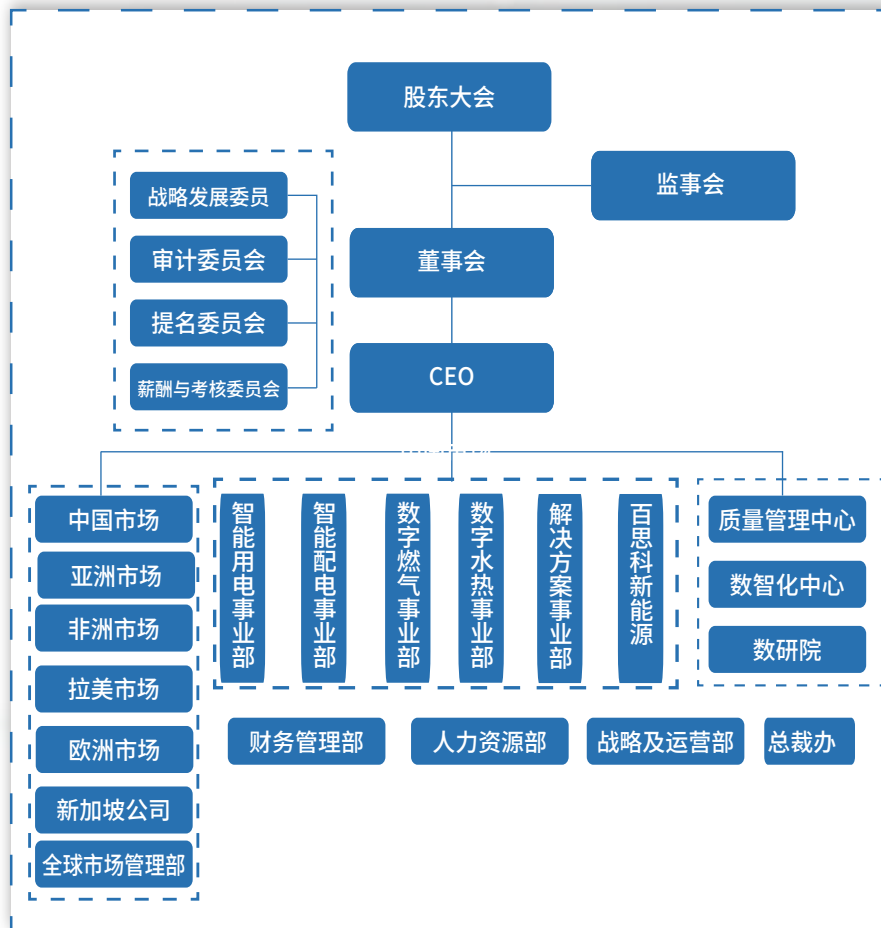 股东大会
监事会
战略发展委员
审计委员会
提名委员会
薪酬与考核委员会
董事会
CEO
中国市场
亚洲市场
非洲市场
拉美市场
欧洲市场
新加坡公司
全球市场管理部
智能用电事业部
智能配电事业部
数字燃气事业部
数字水热事业部
解决方案事业部
百思科新能源
质量管理中心
数智化中心
数研院
财务管理部
人力资源部
战略及运营部
总裁办